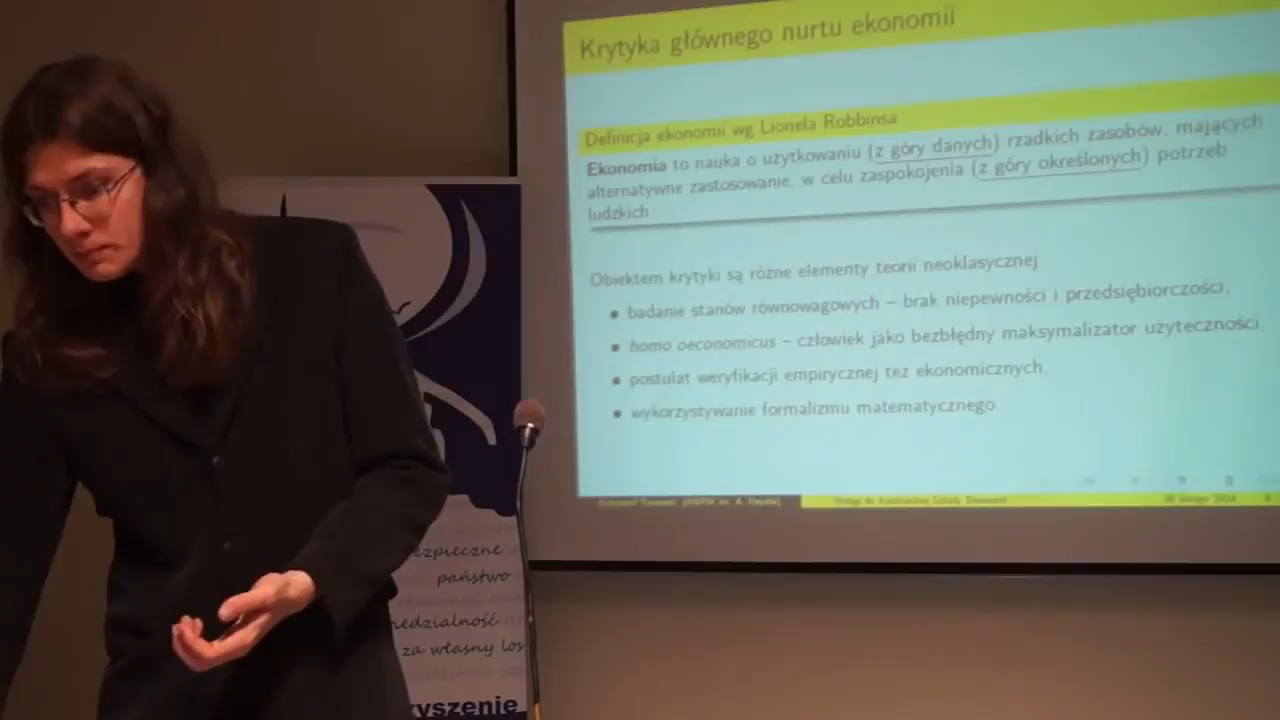 Krytyka głównego nurtu ekonomii
Definicja ekonomii wg Lionela Robbinsa
Ekonomia to nauka o użytkowaniu (z góry danych) rzadkich zasobów, mających
alternatywne zastosowanie, w celu zaspokojenia (z góry określonych) potrzeb
ludzkich
Obiektem krytyki są różne elementy teorii neoklasycznej
badanie stanów równowagowych – brak niepewności i przedsiębiorczości,
homo oeconomicus – człowiek jako bezbłędny maksymalizator użyteczności,
postulat weryfikacji empirycznej tez ekonomicznych,
wykorzystywanie formalizmu matematycznego.
ezpieczne
państwo
edzialność
za własny los
yszenie